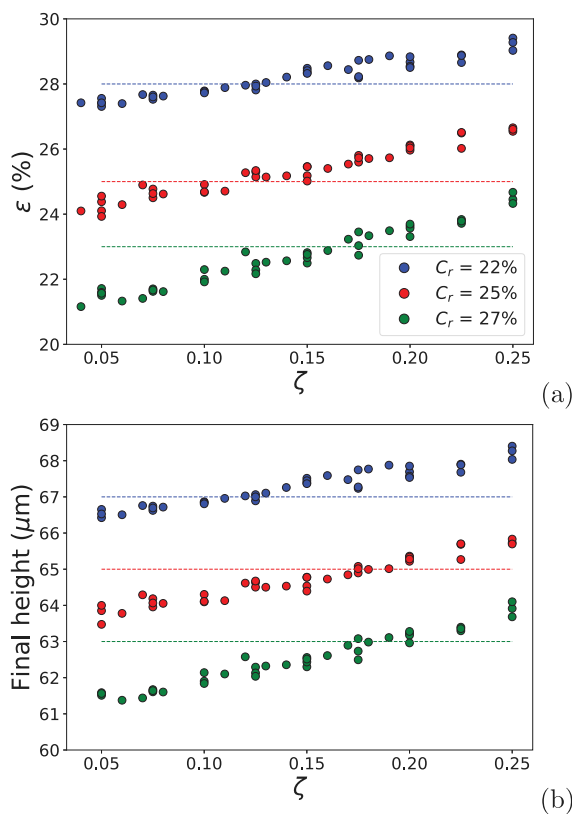 30
28
26
24
22
20
ε (%)
C_r = 22%
C_r = 25%
C_r = 27%
0.05 0.10 0.15 0.20 0.25
ζ
(a)
69
68
67
66
65
64
63
62
61
60
Final height (μm)
0.05 0.10 0.15 0.20 0.25
ζ
(b)